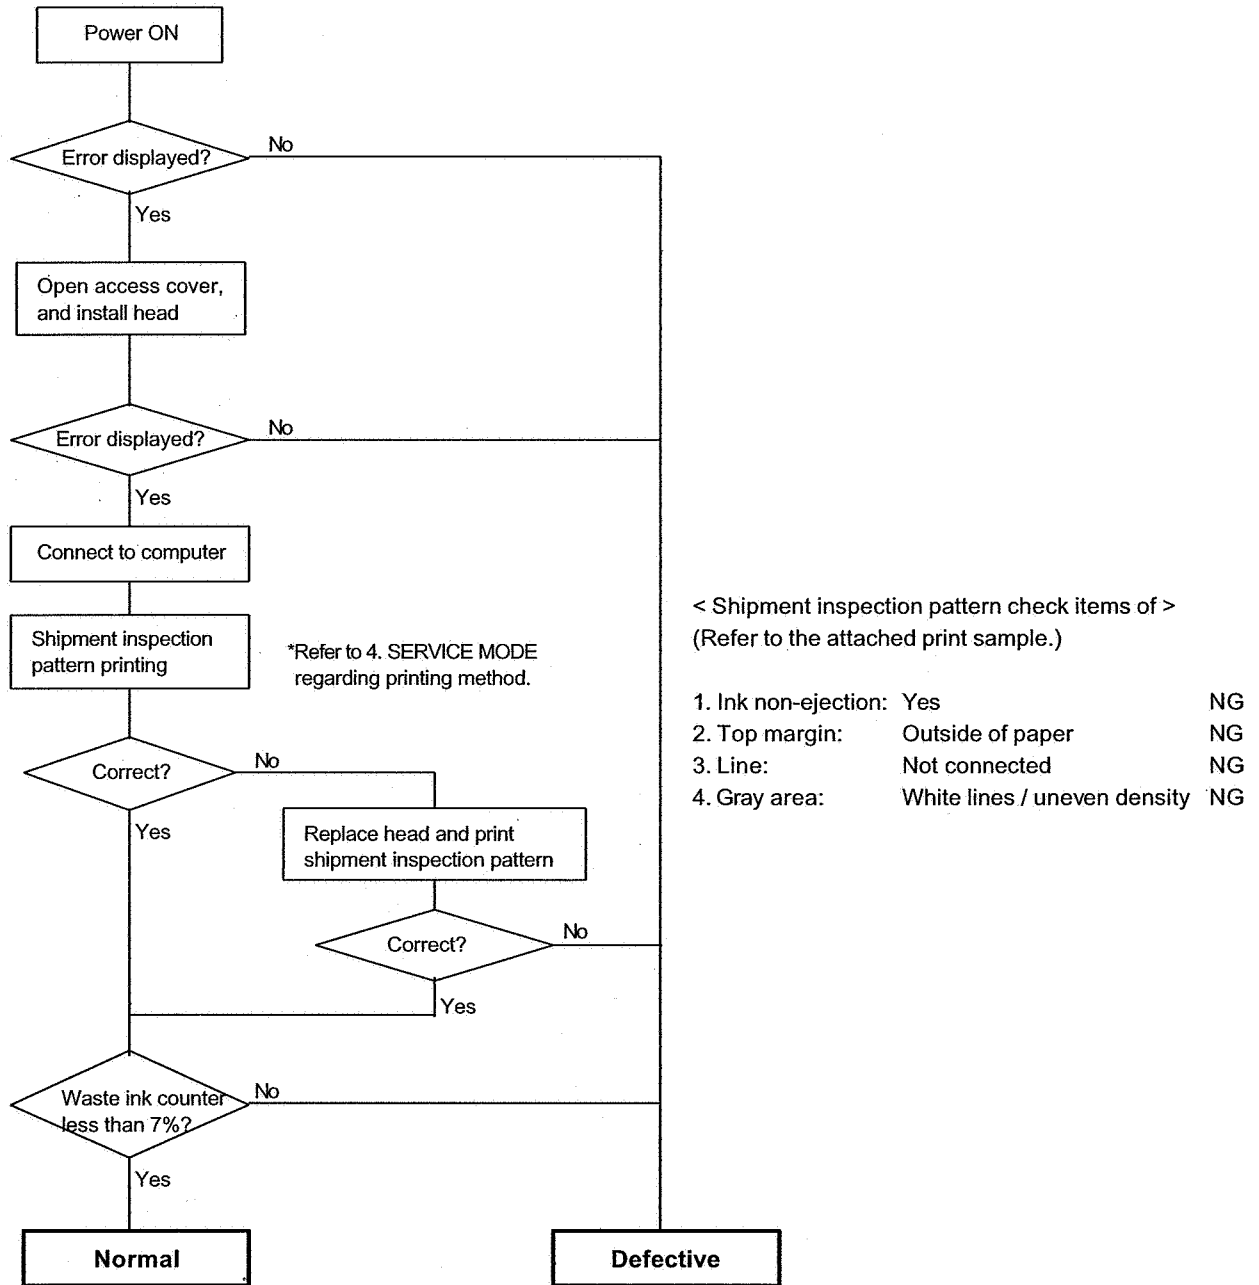 Power ON
Error displayed?
No
Yes
Open access cover,
and install head
Error displayed?
No
Yes
Connect to computer
Shipment inspection
pattern printing
*Refer to 4. SERVICE MODE
regarding printing method.
< Shipment inspection pattern check items of >
(Refer to the attached print sample.)
1. Ink non-ejection: Yes NG
2. Top margin: Outside of paper NG
3. Line: Not connected NG
4. Gray area: White lines / uneven density NG
Correct?
No
Yes
Replace head and print
shipment inspection pattern
Correct?
No
Yes
Waste ink counter
less than 7%?
No
Yes
Normal
Defective